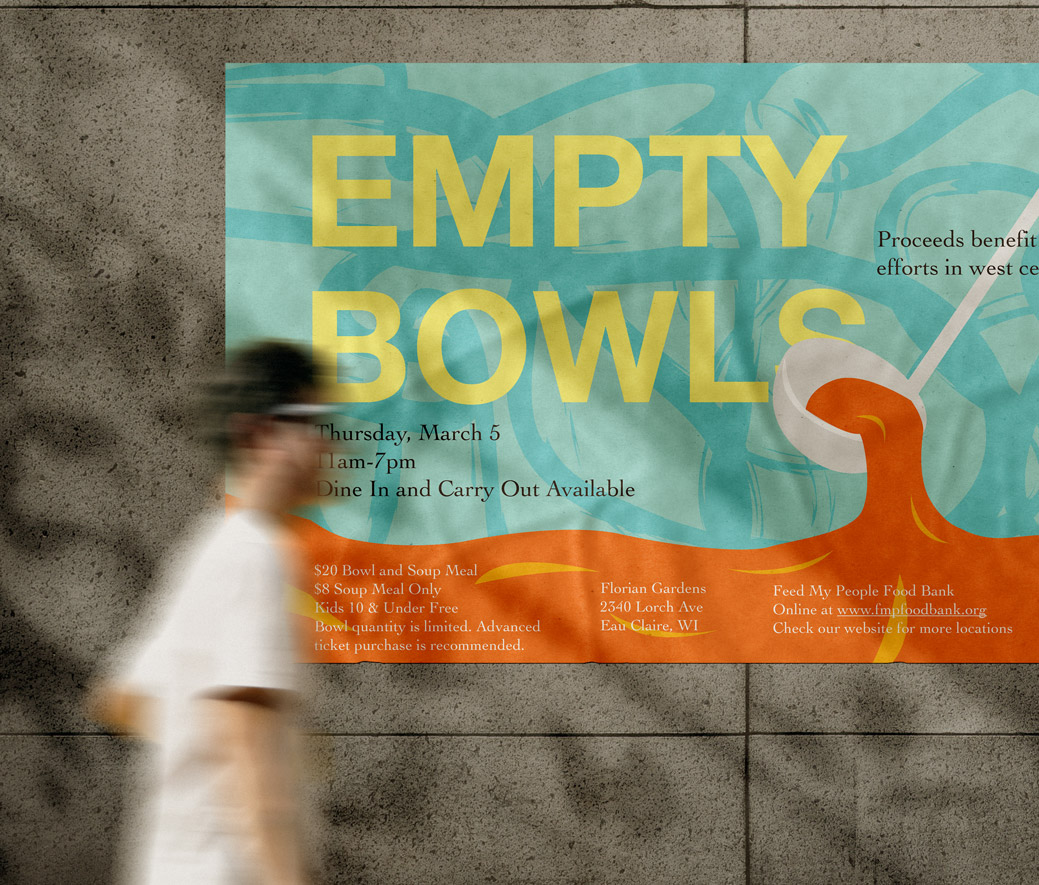 EMPTY
BOWLS
Proceeds benefit
efforts in west
Thursday, March 5
11am-7pm
Dine In and Carry Out Available
$20 Bowl and Soup Meal
$8 Soup Meal Only
Kids 10 & Under Free
Bowl quantity is limited. Advanced
ticket purchase is recommended.
Florian Gardens
2340 Lorch Ave
Eau Claire, WI
Feed My People Food Bank
Online at www.fmpfoodbank.org
Check our website for more locations